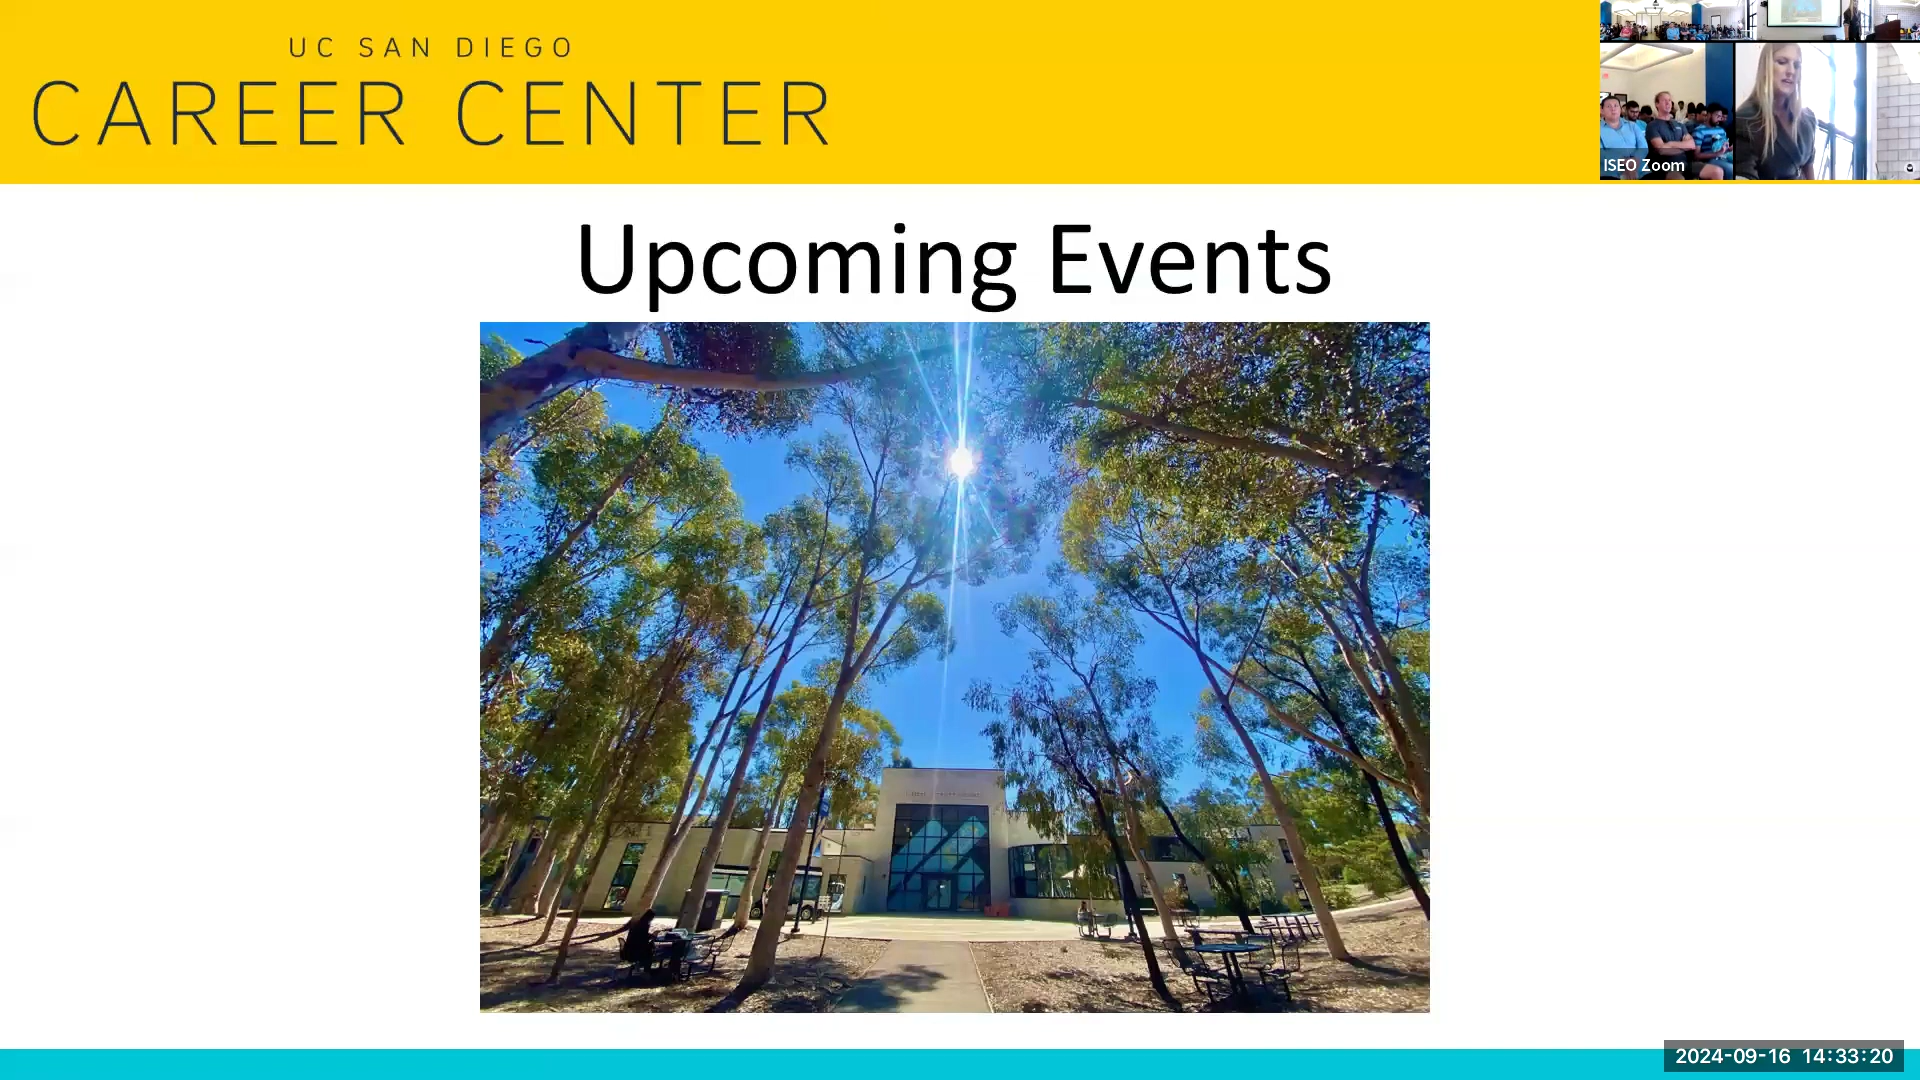 UC SAN DIEGO
CAREER CENTER
ISEO Zoom
Upcoming Events
2024-09-16 14:33:20